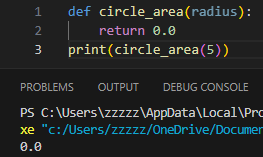 1 def circle_area(radius):
2     return 0.0
3 print(circle_area(5))
PROBLEMS OUTPUT DEBUG CONSOLE
PS C:\Users\zzzzz\AppData\Local\Pro
xe "c:/Users/zzzzz/OneDrive/Docume
0.0